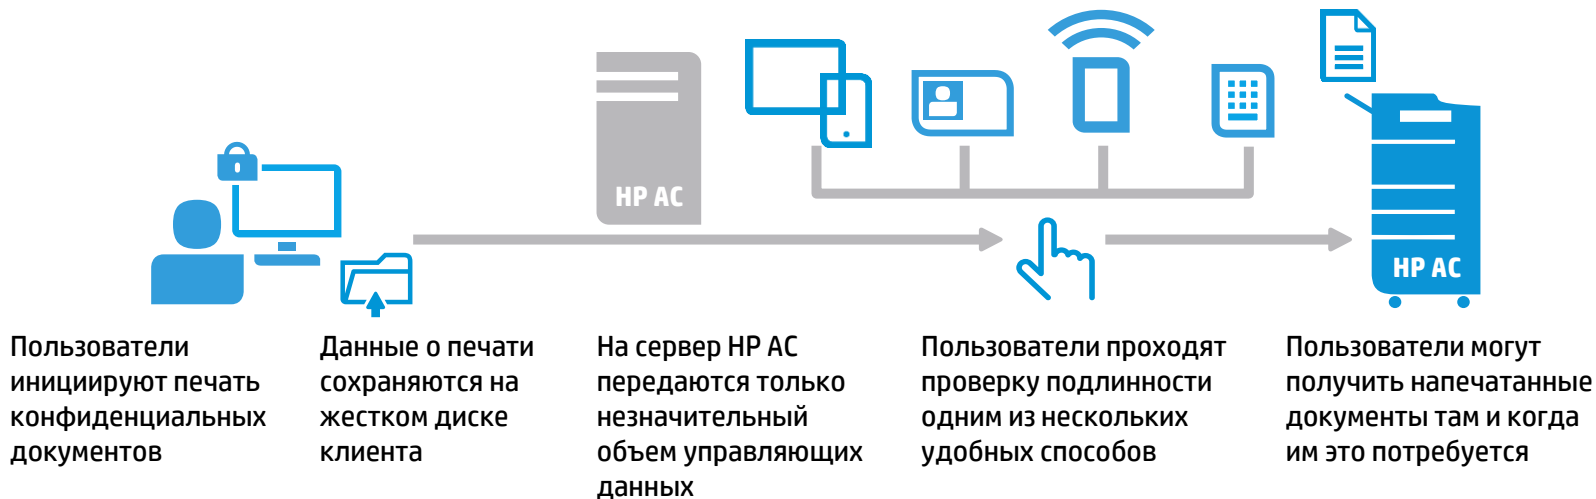 HP AC
HP AC
Пользователи
инициируют печать
конфиденциальных
документов
Данные о печати
сохраняются на
жестком диске
клиента
На сервер HP AC
передаются только
незначительный
объем управляющих
данных
Пользователи проходят
проверку подлинности
одним из нескольких
удобных способов
Пользователи могут
получить напечатанные
документы там и когда
им это потребуется